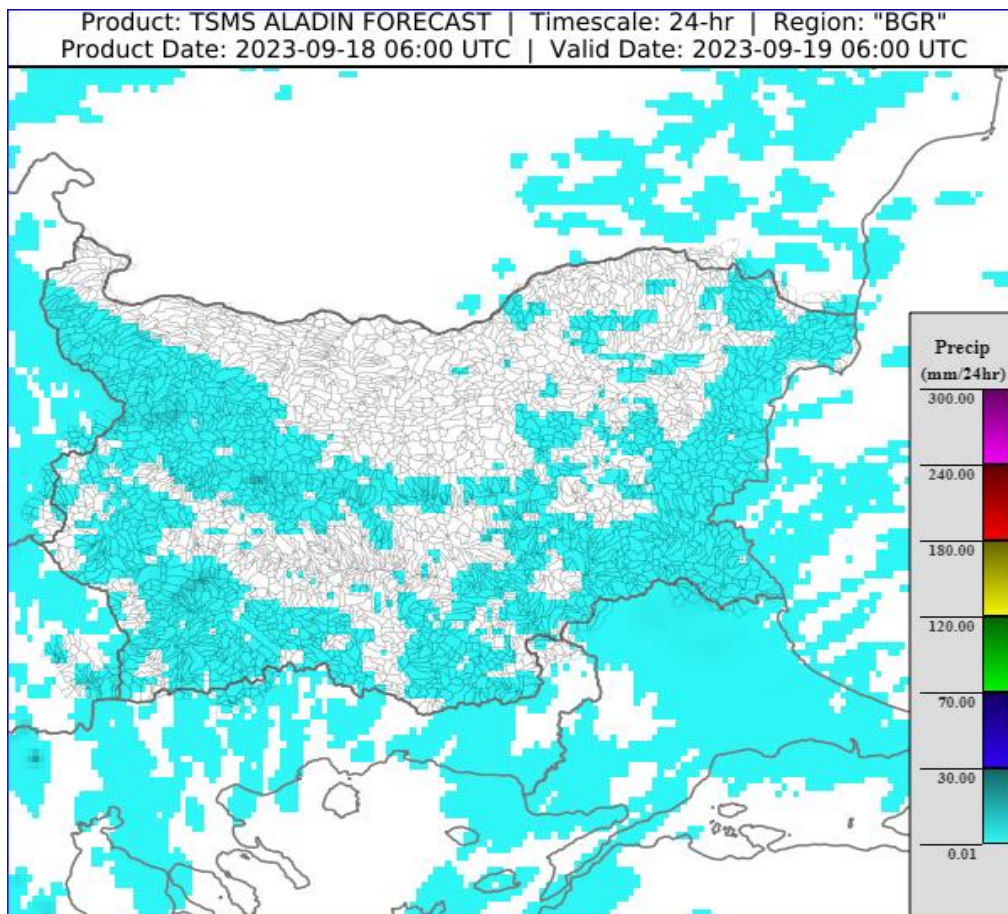 Product: TSMS ALADIN FORECAST | Timescale: 24-hr | Region: "BGR"
Product Date: 2023-09-18 06:00 UTC | Valid Date: 2023-09-19 06:00 UTC
Precip
(mm/24hr)
300.00
240.00
180.00
120.00
70.00
30.00
0.01